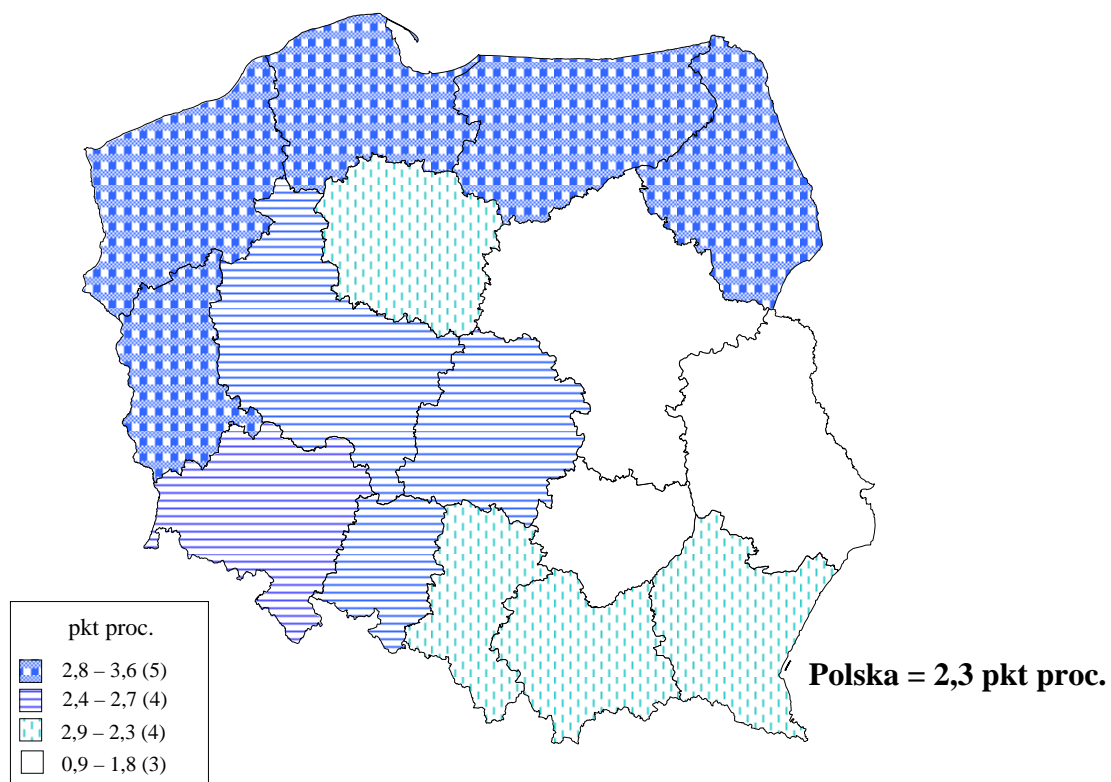 pkt proc.
2,8 – 3,6 (5)
2,4 – 2,7 (4)
2,9 – 2,3 (4)
0,9 – 1,8 (3)
Polska = 2,3 pkt proc.